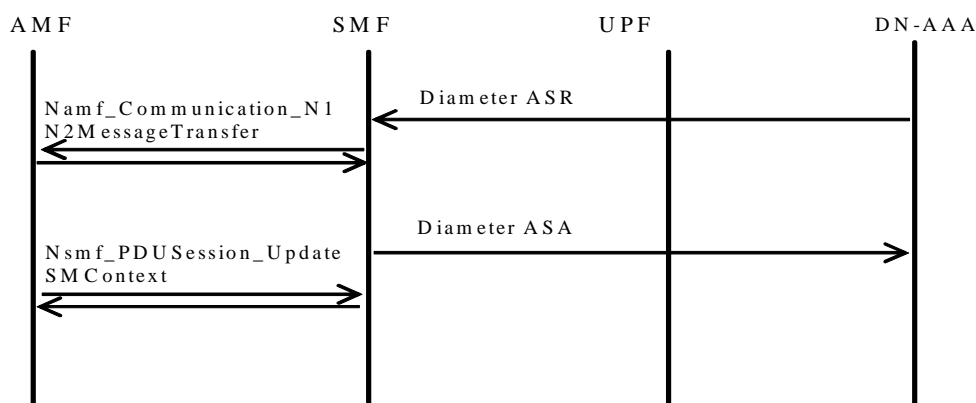 AMF
SMF
UPF
DN-AAA
Diameter ASR
Namf_Communication_N1
N2MessageTransfer
Diameter ASA
Nsmf_PDUSession_Update
SMContext